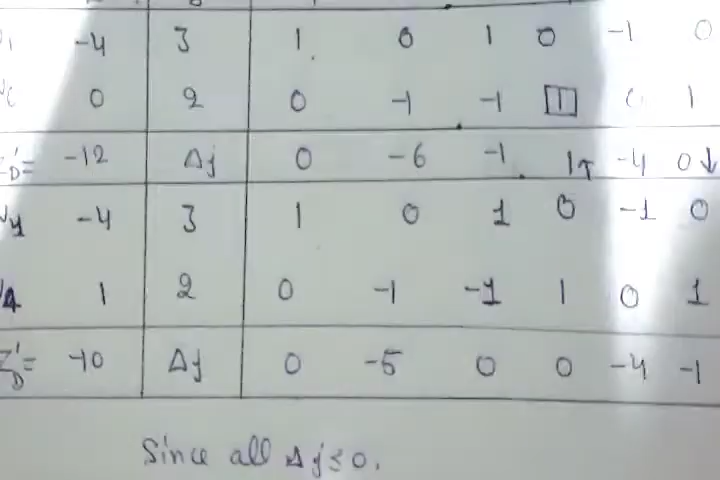 -4 3 1 0 1 0 -1 0
0 2 0 -1 -1 1 0 1
Z'D= -12 Δj 0 -6 -1 1↑ -4 0↓
-4 3 1 0 1 0 -1 0
1 2 0 -1 -1 1 0 1
Z'D= -10 Δj 0 -5 0 0 -4 -1
Since all Δj≤0.